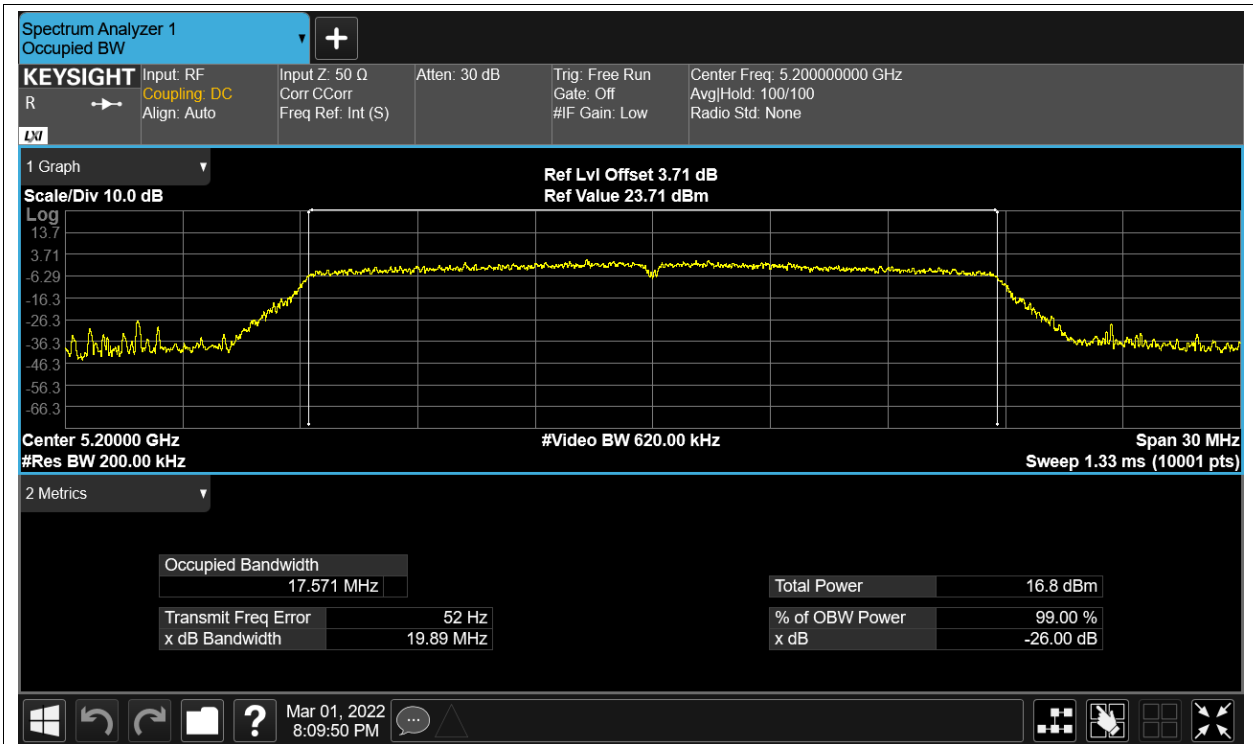 Spectrum Analyzer 1
Occupied BW
+
KEYSIGHT
R
LXI
Input: RF
Coupling: DC
Align: Auto
Input Z: 50 Ω
Corr CCorr
Freq Ref: Int (S)
Atten: 30 dB
Trig: Free Run
Gate: Off
#IF Gain: Low
Center Freq: 5.200000000 GHz
Avg|Hold: 100/100
Radio Std: None
1 Graph
Scale/Div 10.0 dB
Ref Lvl Offset 3.71 dB
Ref Value 23.71 dBm
Log
13.7
3.71
-6.29
-16.3
-26.3
-36.3
-46.3
-56.3
-66.3
Center 5.20000 GHz
#Video BW 620.00 kHz
Span 30 MHz
#Res BW 200.00 kHz
Sweep 1.33 ms (10001 pts)
2 Metrics
Occupied Bandwidth
17.571 MHz
Total Power 16.8 dBm
Transmit Freq Error 52 Hz
% of OBW Power 99.00 %
x dB Bandwidth 19.89 MHz
x dB -26.00 dB
?
Mar 01, 2022
8:09:50 PM